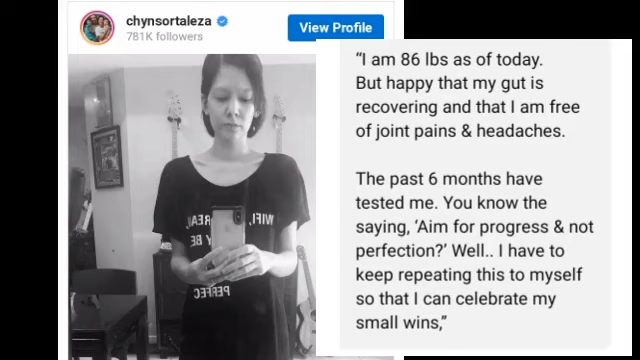 chynsortaleza
781K followers
View Profile
“I am 86 lbs as of today.
But happy that my gut is
recovering and that I am free
of joint pains & headaches.
The past 6 months have
tested me. You know the
saying, ‘Aim for progress & not
perfection?’ Well.. I have to
keep repeating this to myself
so that I can celebrate my
small wins,”
WIFI,
BE
PERFEC